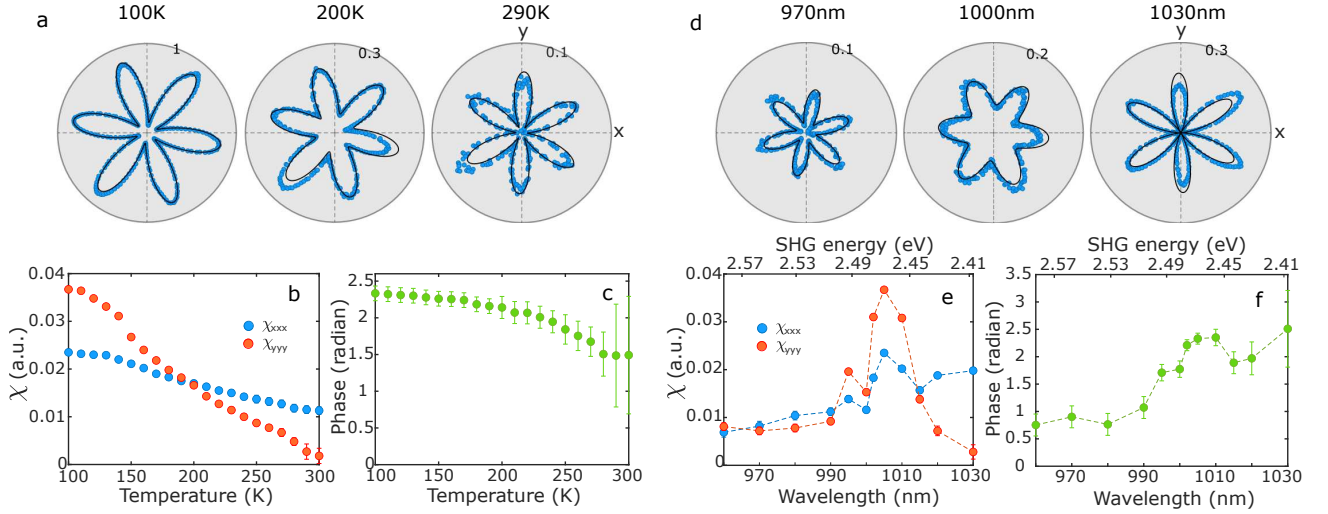 a 100K 200K 290K
1 0.3 y 0.1
x
d 970nm 1000nm 1030nm
0.1 0.2 y 0.3
x
b
χ (a.u.)
0.04
0.03
0.02
0.01
0
χxxx
χyyy
100 150 200 250 300
Temperature (K)
c
Phase (radian)
2.5
2
1.5
1
0.5
0
100 150 200 250 300
Temperature (K)
SHG energy (eV)
2.57 2.53 2.49 2.45 2.41
e
χ (a.u.)
0.04
0.03
0.02
0.01
0
χxxx
χyyy
970 990 1010 1030
Wavelength (nm)
SHG energy (eV)
2.57 2.53 2.49 2.45 2.41
f
Phase (radian)
3.5
3
2.5
2
1.5
1
0.5
0
970 990 1010 1030
Wavelength (nm)